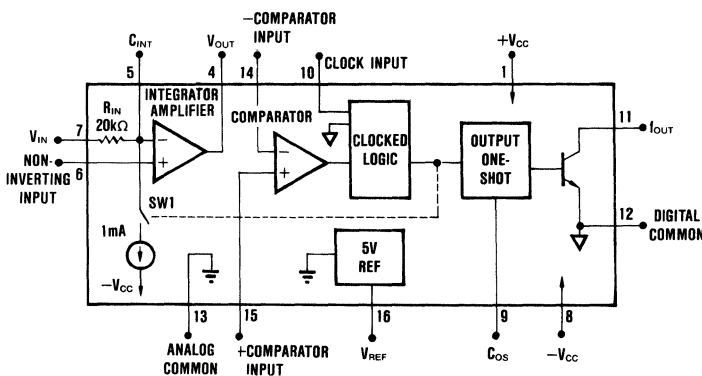 −COMPARATOR
INPUT
C_INT
V_OUT
+V_CC
5
4
14
10
CLOCK INPUT
1
INTEGRATOR
AMPLIFIER
R_IN
20kΩ
7
V_IN
NON-
INVERTING
INPUT
6
−
+
COMPARATOR
−
+
CLOCKED
LOGIC
OUTPUT
ONE-
SHOT
11
f_OUT
12
DIGITAL
COMMON
SW1
1mA
−V_CC
5V
REF
13
15
16
9
8
ANALOG
COMMON
+COMPARATOR
INPUT
V_REF
C_OS
−V_CC